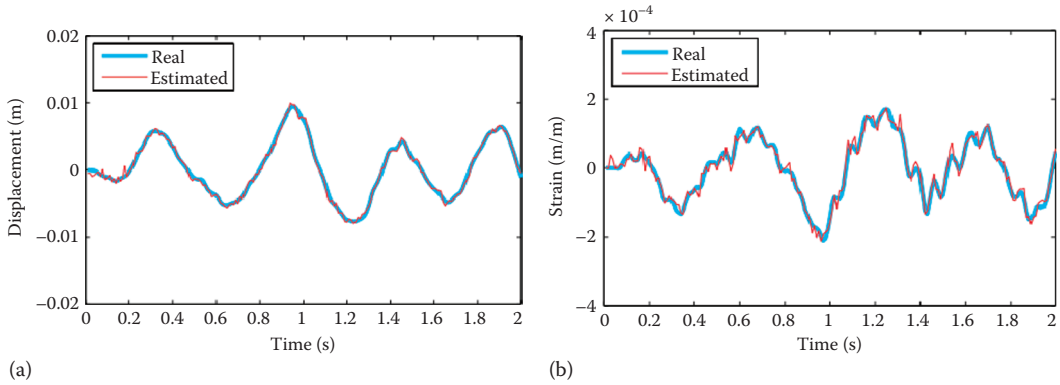 0.02
0.01
0
−0.01
−0.02
Displacement (m)
Real
Estimated
0 0.2 0.4 0.6 0.8 1 1.2 1.4 1.6 1.8 2
Time (s)
(a)
× 10−4
4
2
0
−2
−4
Strain (m/m)
Real
Estimated
0 0.2 0.4 0.6 0.8 1 1.2 1.4 1.6 1.8 2
Time (s)
(b)